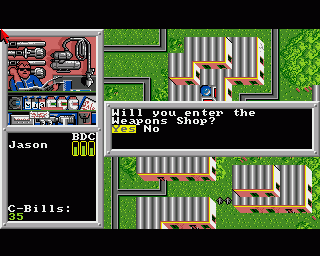 Will you enter the
Weapons Shop?
Yes No
BDC
Jason
C-Bills:
35